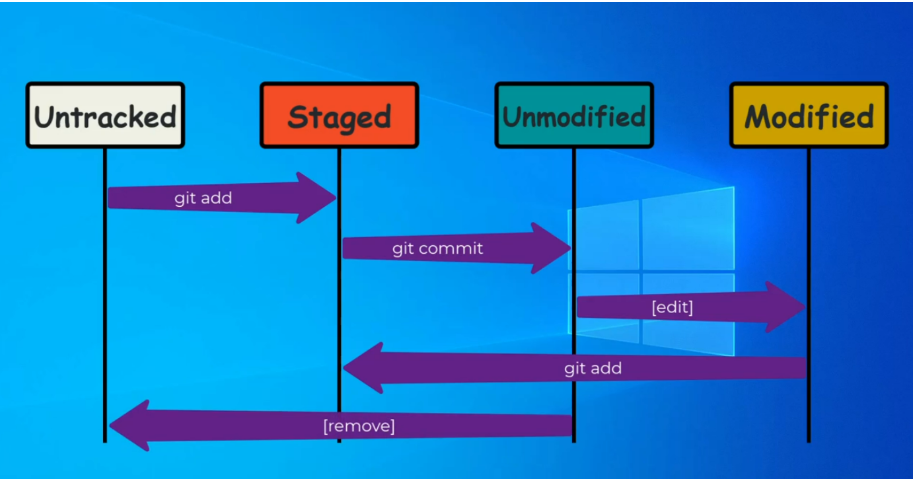 Untracked
Staged
Unmodified
Modified
git add
git commit
[edit]
git add
[remove]